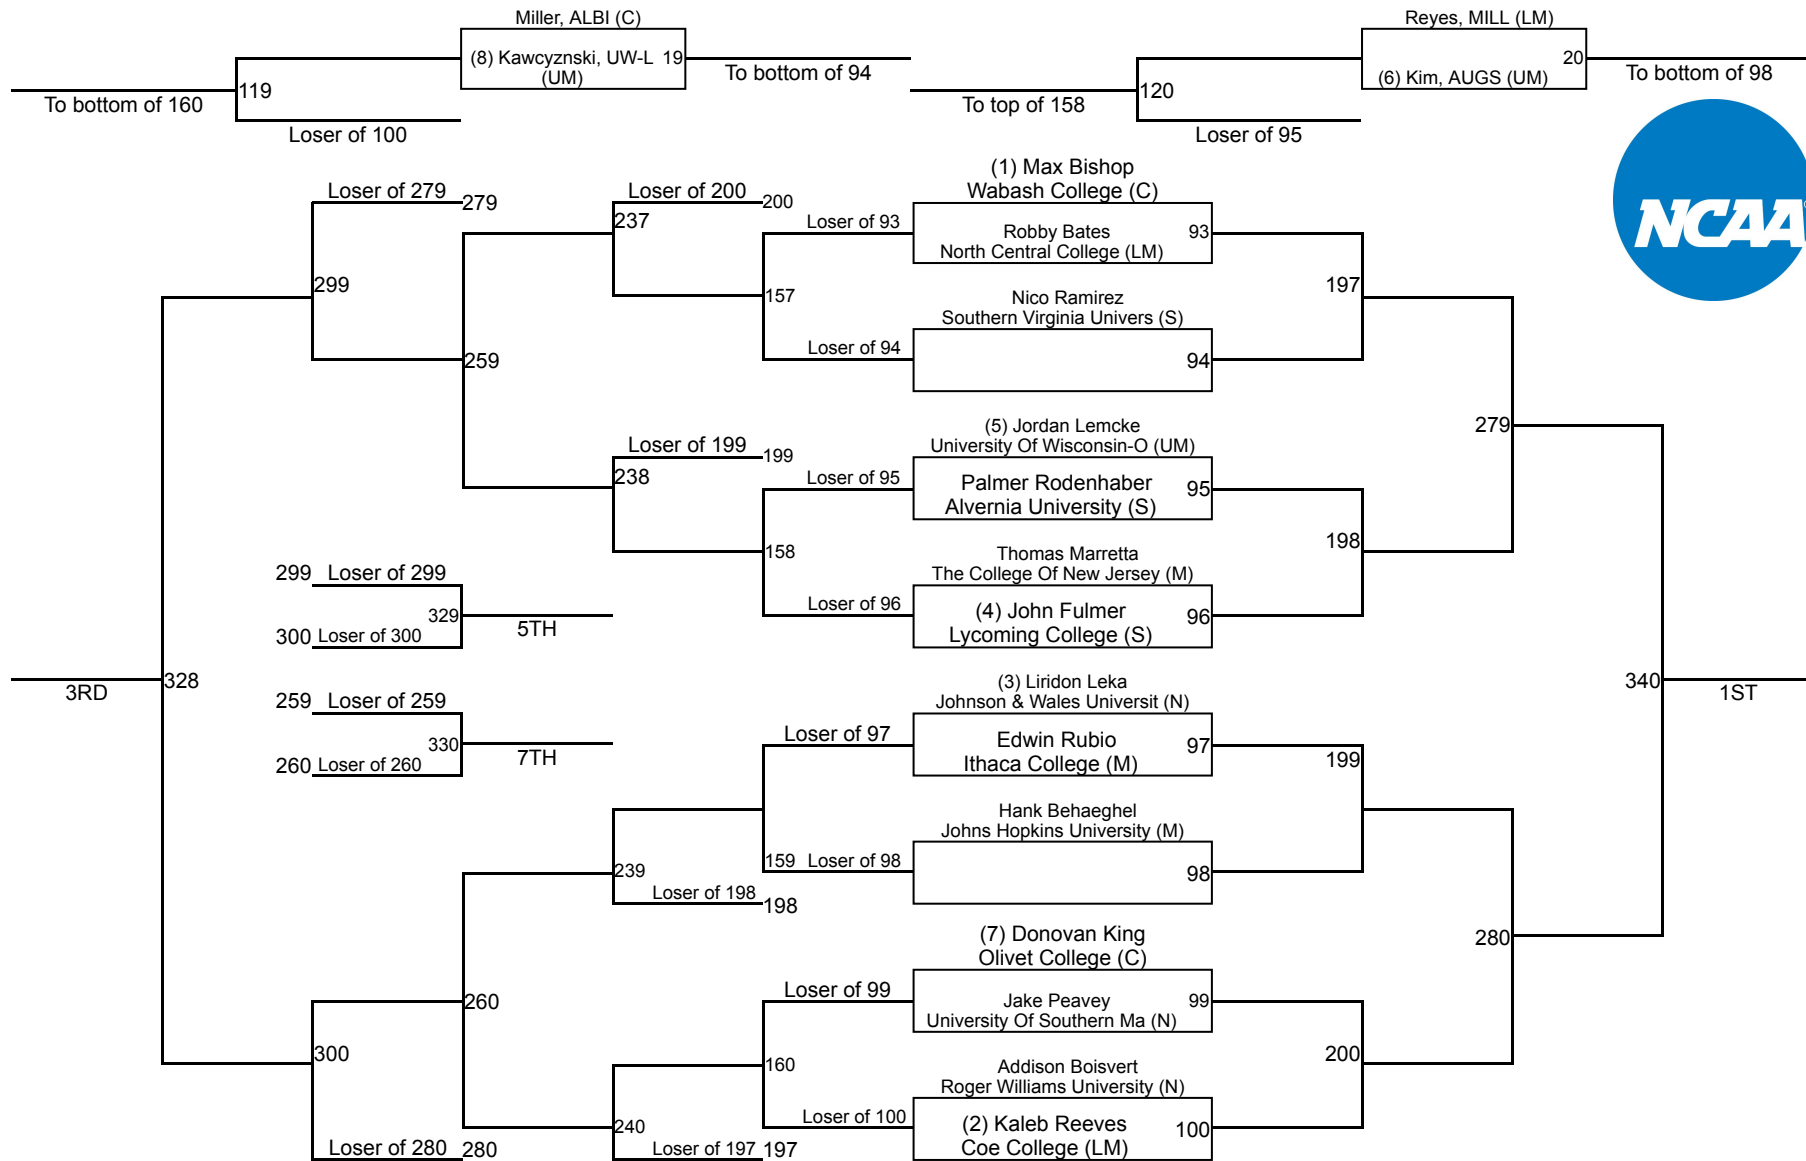 Miller, ALBI (C)
(8) Kawcyznski, UW-L 19
(UM)
To bottom of 94
119
To bottom of 160
Loser of 100
Reyes, MILL (LM)
20
(6) Kim, AUGS (UM)
To bottom of 98
120
To top of 158
Loser of 95
NCAA
(1) Max Bishop
Wabash College (C)
Loser of 279 279
Loser of 200 200
237
Loser of 93
Robby Bates 93
North Central College (LM)
299
157
197
Nico Ramirez
Southern Virginia Univers (S)
Loser of 94
259
94
279
(5) Jordan Lemcke
University Of Wisconsin-O (UM)
Loser of 199 199
238
Loser of 95
Palmer Rodenhaber 95
Alvernia University (S)
158
198
Thomas Marretta
The College Of New Jersey (M)
299 Loser of 299
Loser of 96
(4) John Fulmer 96
Lycoming College (S)
329
5TH
300 Loser of 300
328
3RD
340
1ST
(3) Liridon Leka
Johnson & Wales Universit (N)
259 Loser of 259
Loser of 97
Edwin Rubio 97
Ithaca College (M)
330
7TH
260 Loser of 260
199
Hank Behaeghel
Johns Hopkins University (M)
159 Loser of 98
98
239
Loser of 198 198
(7) Donovan King
Olivet College (C)
280
Loser of 99
260
Jake Peavey 99
University Of Southern Ma (N)
300
160
200
Addison Boisvert
Roger Williams University (N)
Loser of 100
(2) Kaleb Reeves 100
Coe College (LM)
240
Loser of 280 280
Loser of 197 197